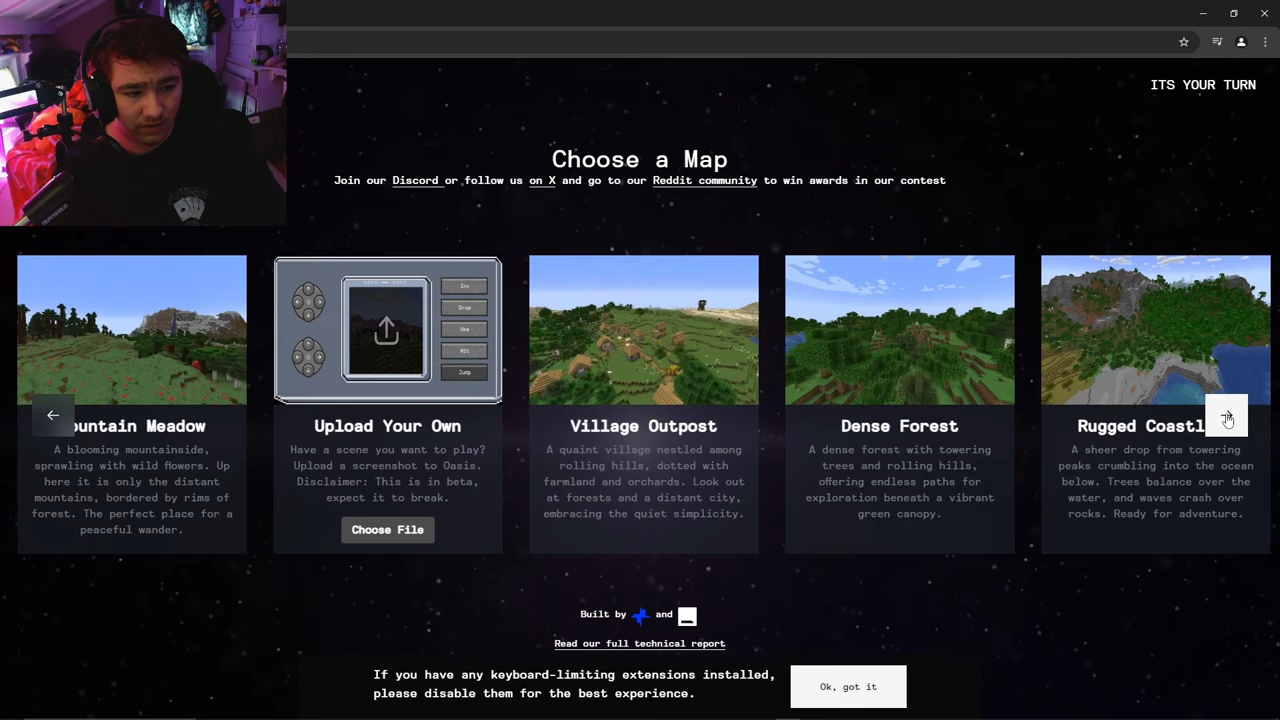 ITS YOUR TURN
Choose a Map
Join our Discord or follow us on X and go to our Reddit community to win awards in our contest
Inv
Drop
Use
Jump
ountain Meadow
A blooming mountainside,
sprawling with wild flowers. Up
here it is only the distant
mountains, bordered by rims of
forest. The perfect place for a
peaceful wander.
Upload Your Own
Have a scene you want to play?
Upload a screenshot to Oasis.
Disclaimer: This is in beta,
expect it to break.
Choose File
Village Outpost
A quaint village nestled among
rolling hills, dotted with
farmland and orchards. Look out
at forests and a distant city,
embracing the quiet simplicity.
Dense Forest
A dense forest with towering
trees and rolling hills,
offering endless paths for
exploration beneath a vibrant
green canopy.
Rugged Coastl
A sheer drop from towering
peaks crumbling into the ocean
below. Trees balance over the
water, and waves crash over
rocks. Ready for adventure.
Built by and
Read our full technical report
If you have any keyboard-limiting extensions installed,
please disable them for the best experience.
Ok, got it